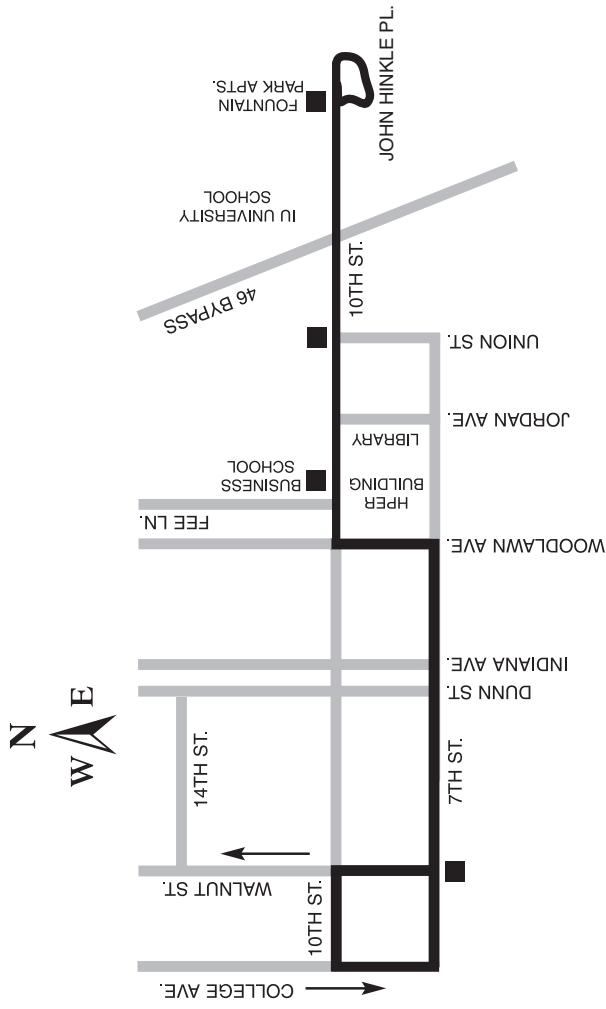 N
W
E
JOHN HINKLE PL.
FOUNTAIN
PARK APTS.
IU UNIVERSITY
SCHOOL
46 BYPASS
10TH ST.
UNION ST.
JORDAN AVE.
LIBRARY
BUSINESS
SCHOOL
HPER
BUILDING
FEE LN.
WOODLAWN AVE.
INDIANA AVE.
DUNN ST.
14TH ST.
7TH ST.
WALNUT ST.
10TH ST.
COLLEGE AVE.